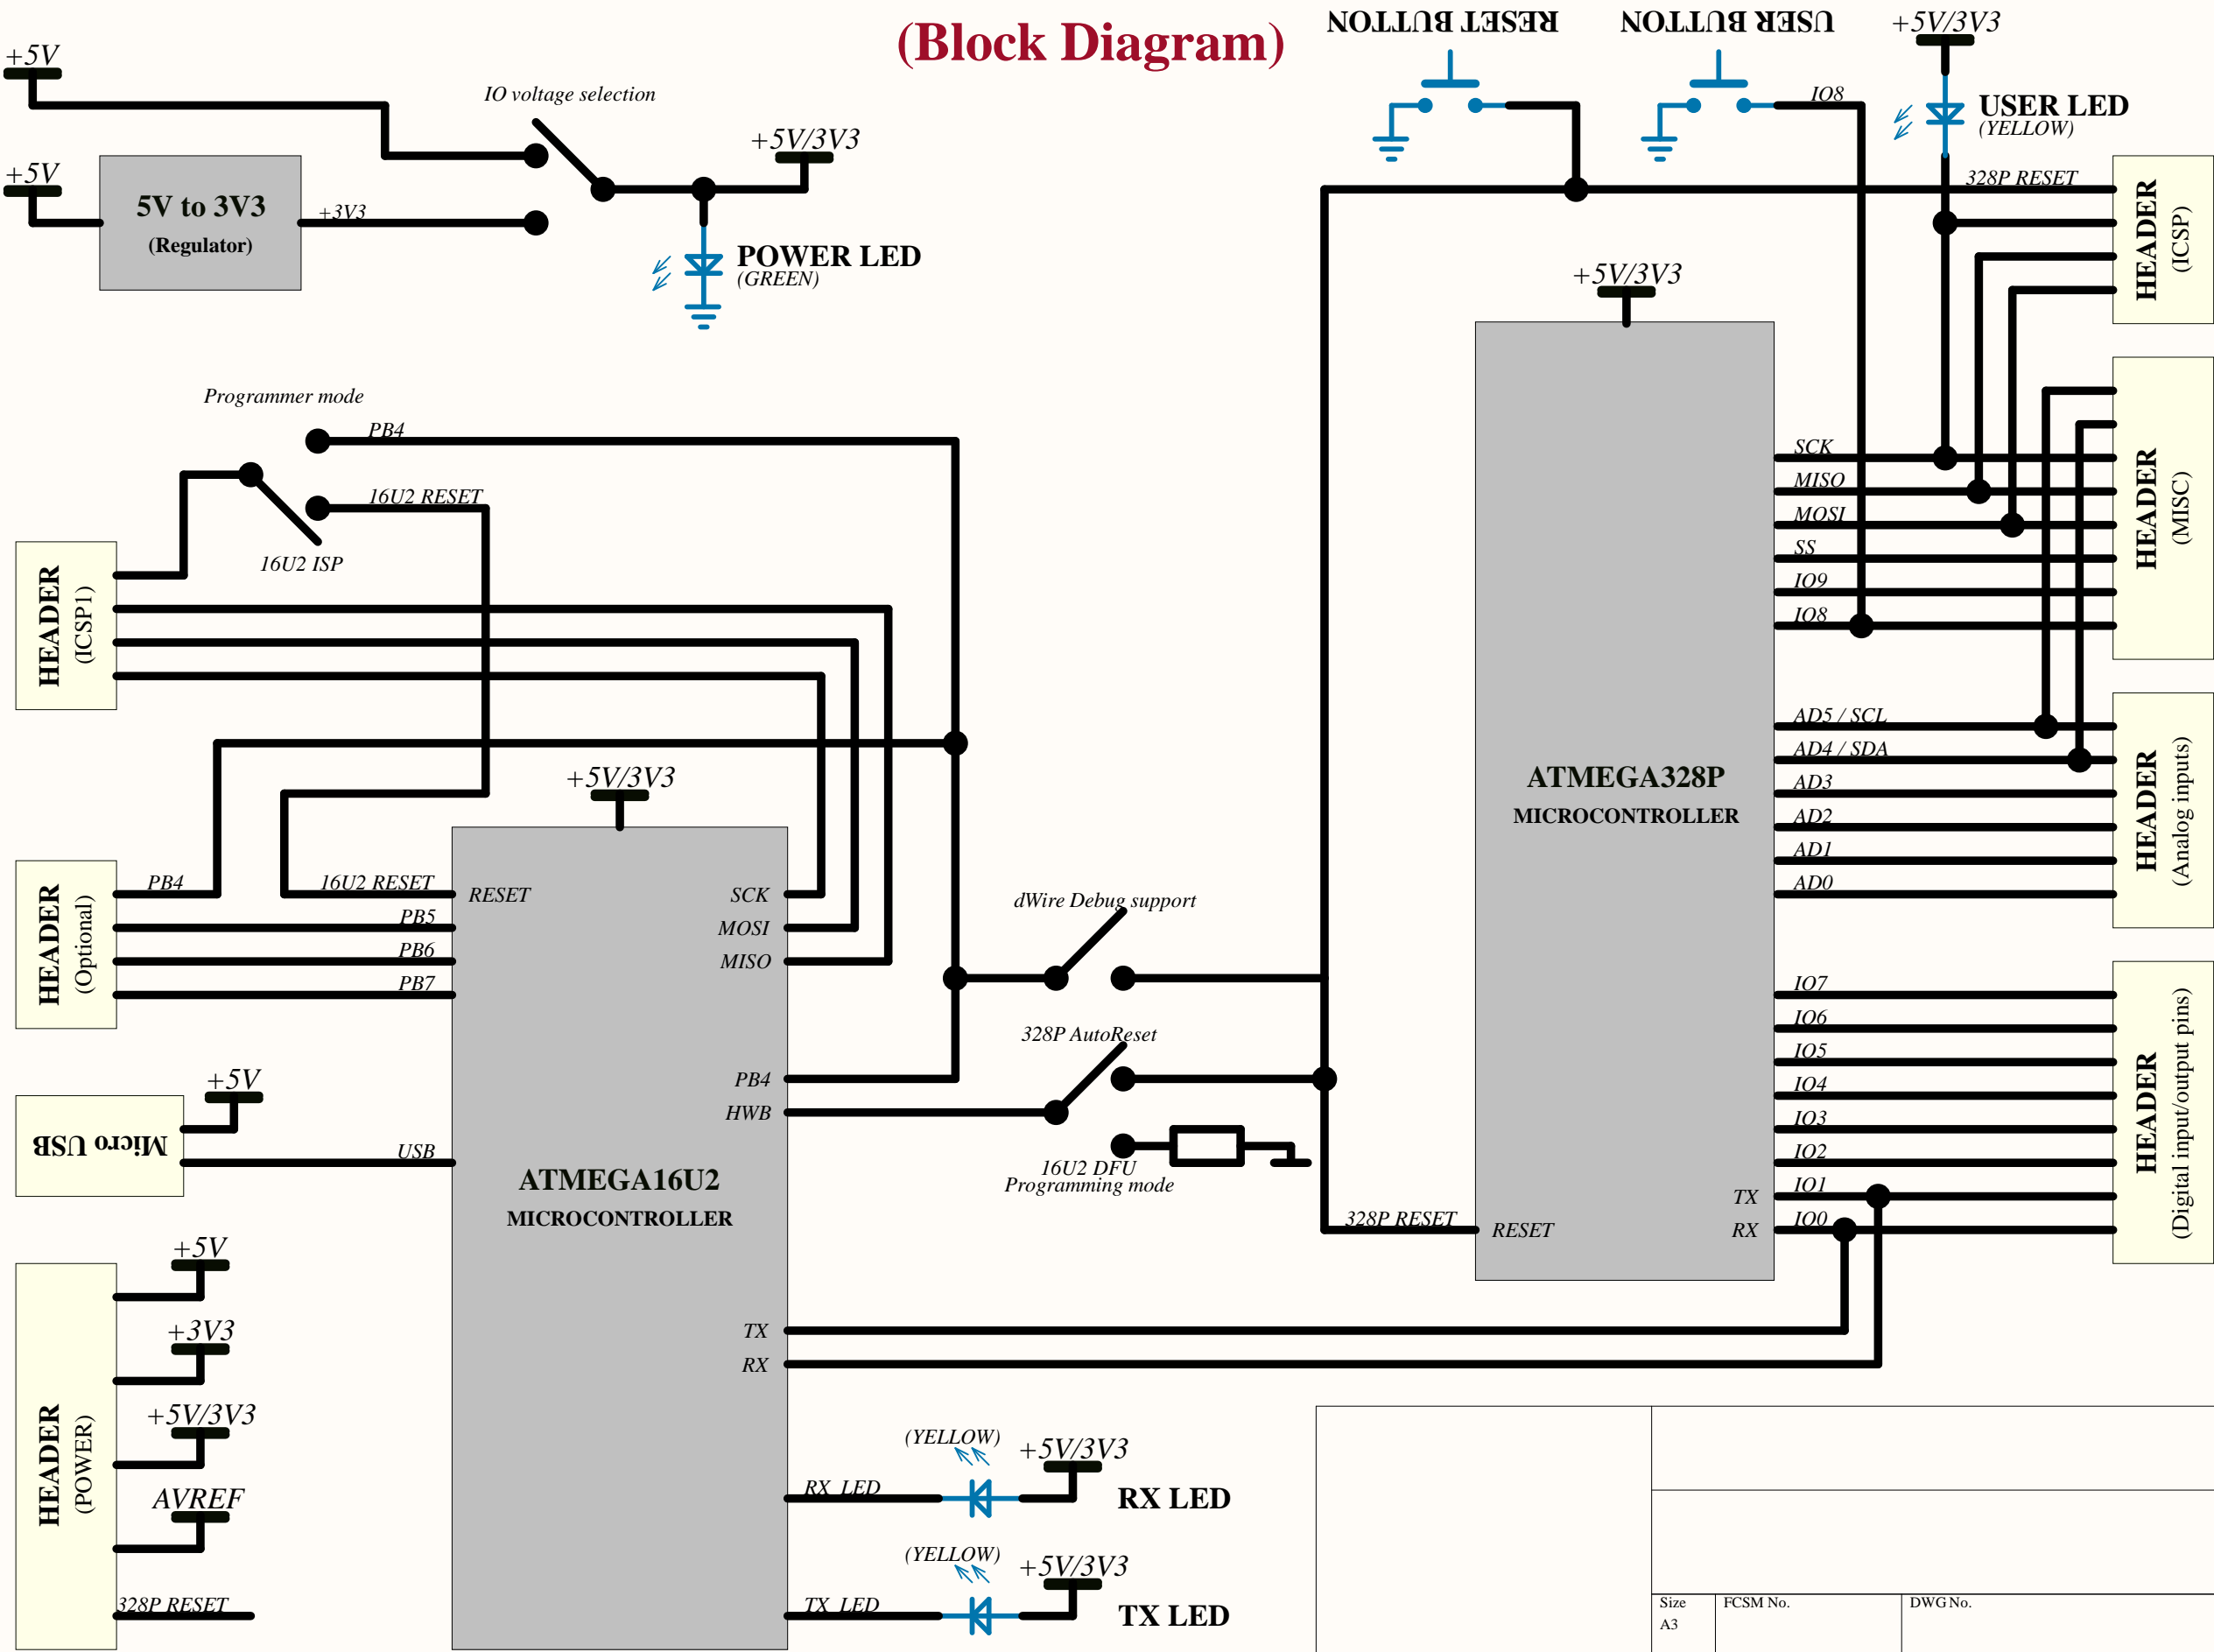 (Block Diagram)
RESET BUTTON
USER BUTTON
+5V/3V3
+5V
IO voltage selection
IO8
USER LED
(YELLOW)
+5V/3V3
+5V
5V to 3V3
(Regulator)
+3V3
328P RESET
HEADER
(ICSP)
POWER LED
(GREEN)
+5V/3V3
Programmer mode
PB4
16U2 RESET
16U2 ISP
HEADER
(ICSP1)
SCK
MISO
MOSI
SS
IO9
IO8
HEADER
(MISC)
AD5 / SCL
AD4 / SDA
AD3
AD2
AD1
AD0
HEADER
(Analog inputs)
ATMEGA328P
MICROCONTROLLER
+5V/3V3
HEADER
(Optional)
PB4
16U2 RESET
PB5
PB6
PB7
RESET
SCK
MOSI
MISO
dWire Debug support
328P AutoReset
PB4
HWB
16U2 DFU
Programming mode
+5V
Micro USB
USB
ATMEGA16U2
MICROCONTROLLER
328P RESET
RESET
TX
RX
IO7
IO6
IO5
IO4
IO3
IO2
IO1
IO0
HEADER
(Digital input/output pins)
TX
RX
HEADER
(POWER)
+5V
+3V3
+5V/3V3
AVREF
328P RESET
(YELLOW)
+5V/3V3
RX LED
RX LED
(YELLOW)
+5V/3V3
TX LED
TX LED
Size
A3
FCSM No.
DWG No.